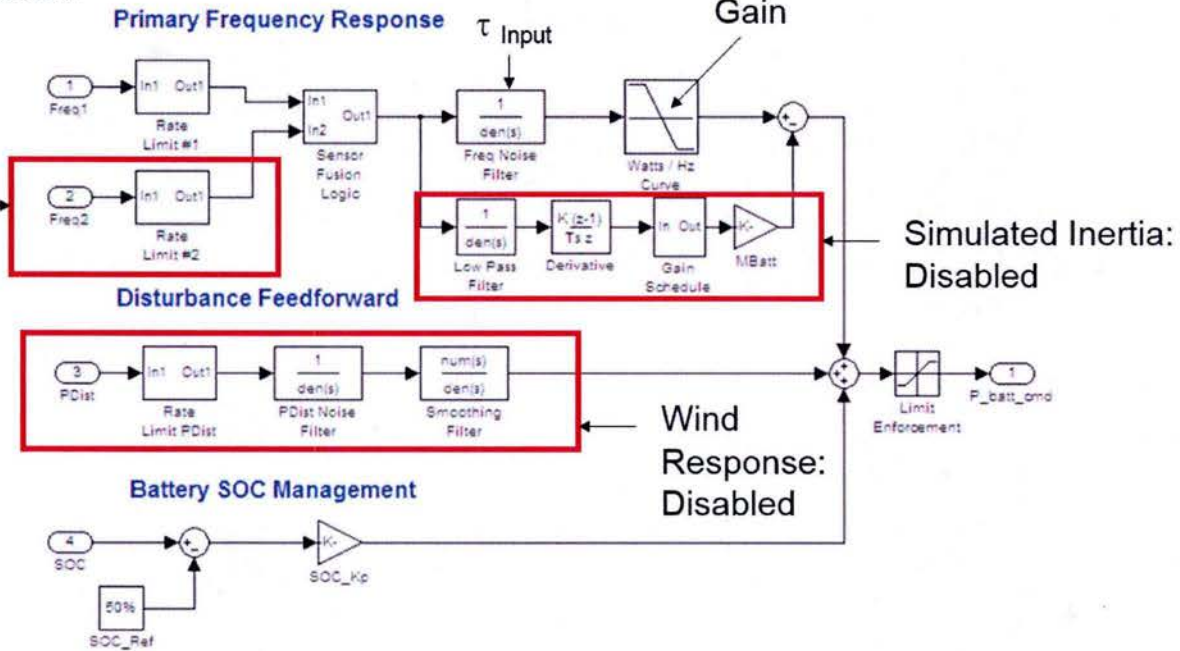 Primary Frequency Response
τ Input
Gain
1
Freq1
In1 Out1
Rate
Limit #1
In1
In2
Out1
Sensor
Fusion
Logic
1
den(s)
Freq Noise
Filter
Watts / Hz
Curve
+-
2
Freq2
In1 Out1
Rate
Limit #2
1
den(s)
Low Pass
Filter
K (z-1)
Ts z
Derivative
In Out
Gain
Schedule
-K-
MBatt
Simulated Inertia:
Disabled
Disturbance Feedforward
3
PDist
In1 Out1
Rate
Limit PDist
1
den(s)
PDist Noise
Filter
num(s)
den(s)
Smoothing
Filter
Wind
Response:
Disabled
+
+
+
Limit
Enforcement
1
P_batt_cmd
Battery SOC Management
4
SOC
+-
-K-
SOC_Kp
50%
SOC_Ref